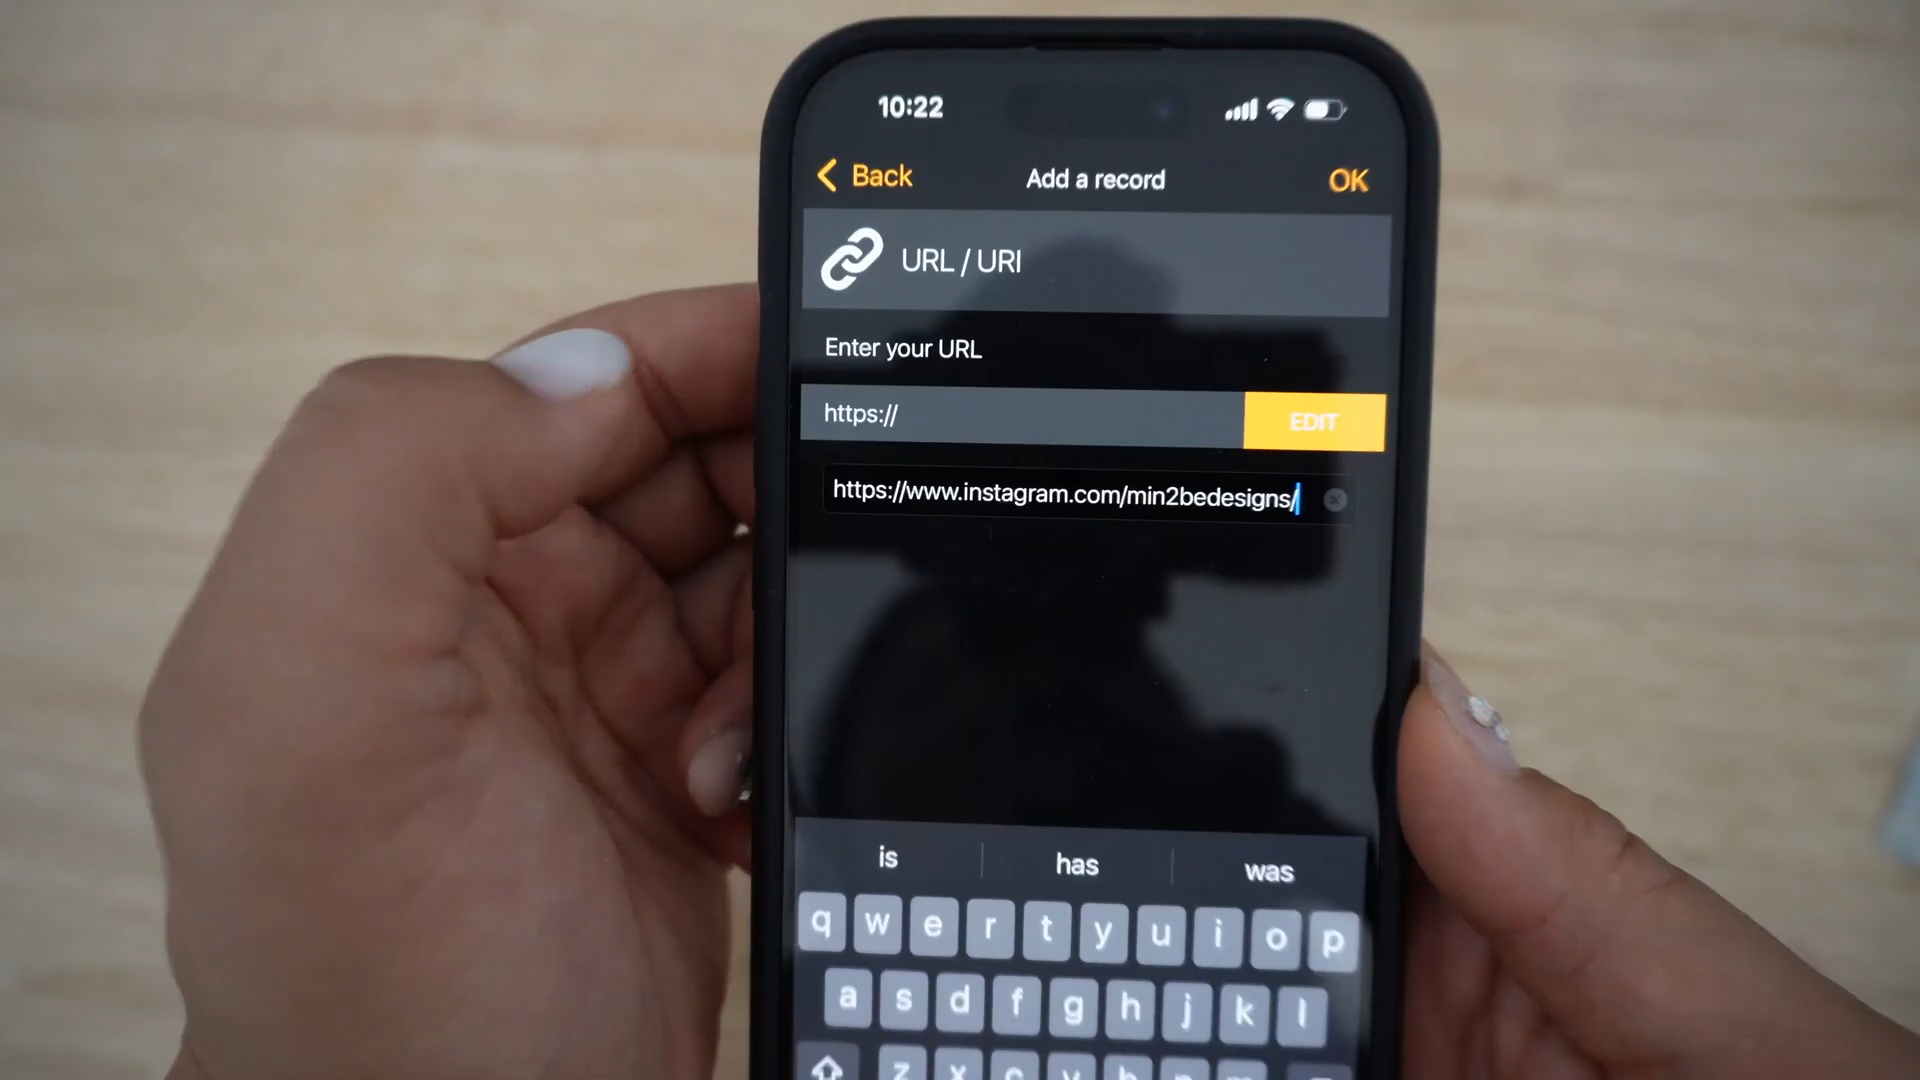 10:22
Back
Add a record
OK
URL / URI
Enter your URL
https://
EDIT
https://www.instagram.com/min2bedesigns/
is has was
q w e r t y u i o p
a s d f g h j k l
z x c v b n m